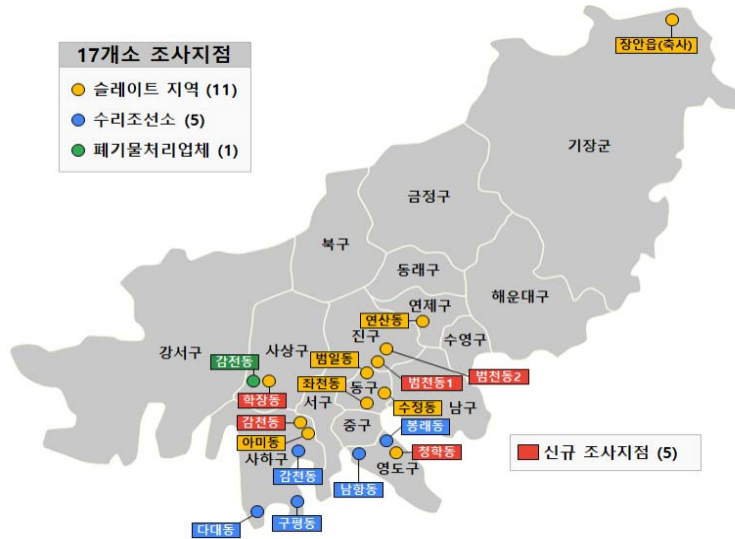 장안읍(축사)
17개소 조사지점
슬레이트 지역 (11)
수리조선소 (5)
폐기물처리업체 (1)
기장군
금정구
북구
동래구
해운대구
연제구
연산동
수영구
진구
강서구
사상구
감전동
범일동
범천동1
범천동2
좌천동
동구
학장동
서구
수정동
남구
감천동
중구
봉래동
아미동
사하구
청학동
신규 조사지점 (5)
영도구
감천동
남항동
다대동
구평동